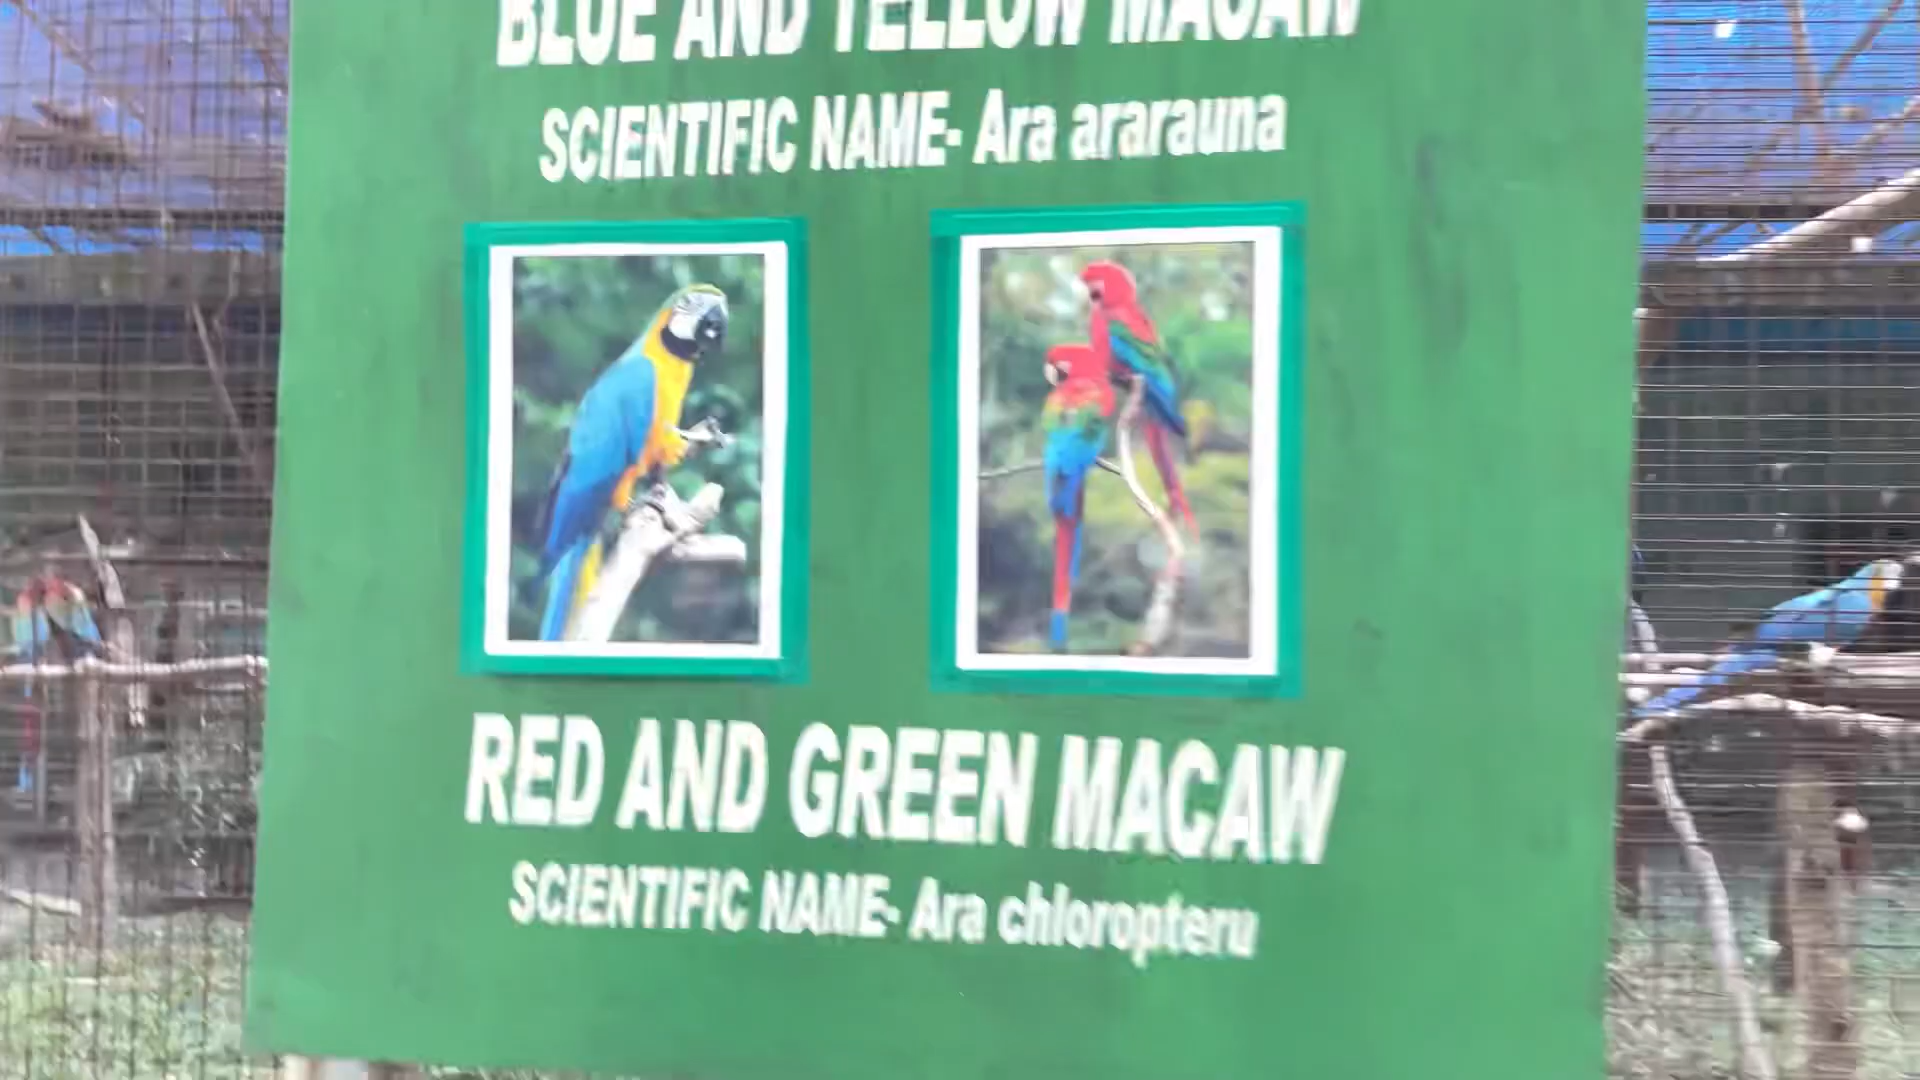 BLUE AND YELLOW MACAW
SCIENTIFIC NAME- Ara ararauna
RED AND GREEN MACAW
SCIENTIFIC NAME- Ara chloropteru